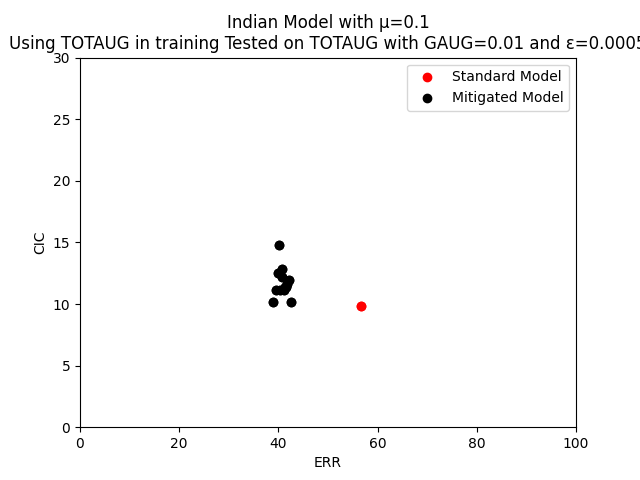 Indian Model with μ=0.1
Using TOTAUG in training Tested on TOTAUG with GAUG=0.01 and ε=0.0005
30
25
20
15
10
5
0
CIC
Standard Model
Mitigated Model
0 20 40 60 80 100
ERR